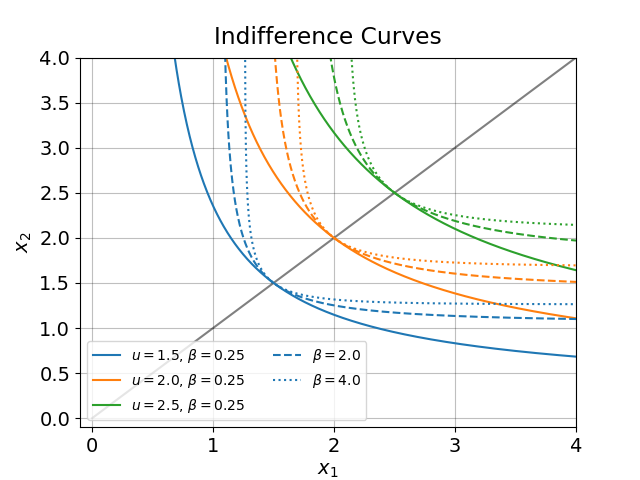 Indifference Curves
4.0
3.5
3.0
2.5
2.0
1.5
1.0
0.5
0.0
x₂
u = 1.5, β = 0.25
u = 2.0, β = 0.25
u = 2.5, β = 0.25
β = 2.0
β = 4.0
0 1 2 3 4
x₁